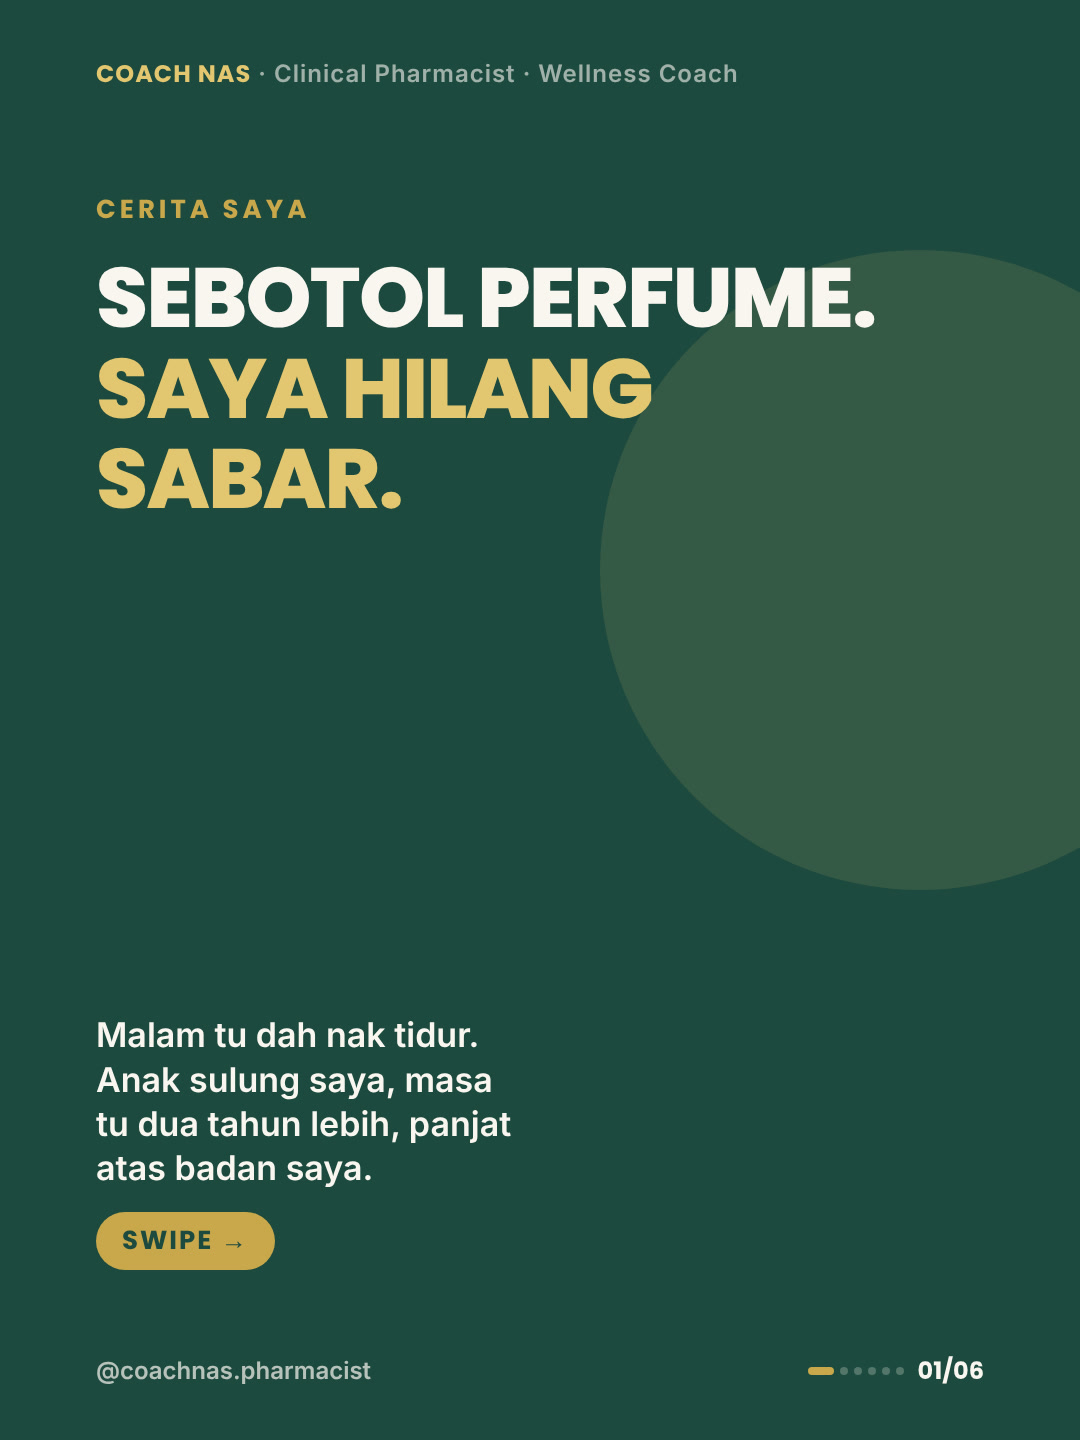 COACH NAS · Clinical Pharmacist · Wellness Coach
CERITA SAYA
SEBOTOL PERFUME.
SAYA HILANG
SABAR.
Malam tu dah nak tidur.
Anak sulung saya, masa
tu dua tahun lebih, panjat
atas badan saya.
SWIPE →
@coachnas.pharmacist
01/06